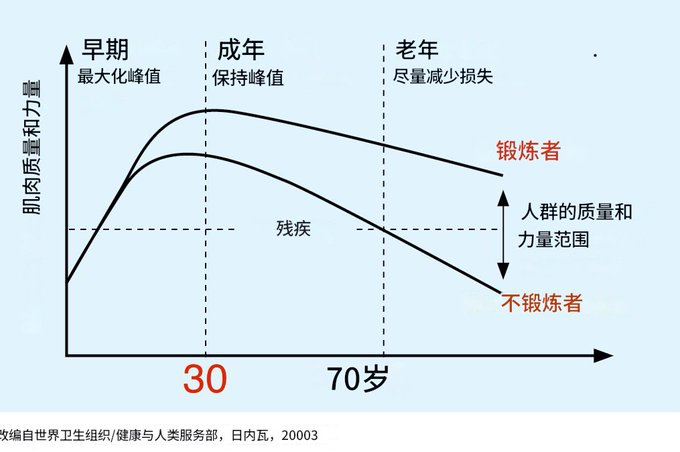 早期
最大化峰值
成年
保持峰值
老年
尽量减少损失
肌肉质量和力量
锻炼者
人群的质量和
力量范围
残疾
不锻炼者
30
70岁
改编自世界卫生组织/健康与人类服务部，日内瓦，20003